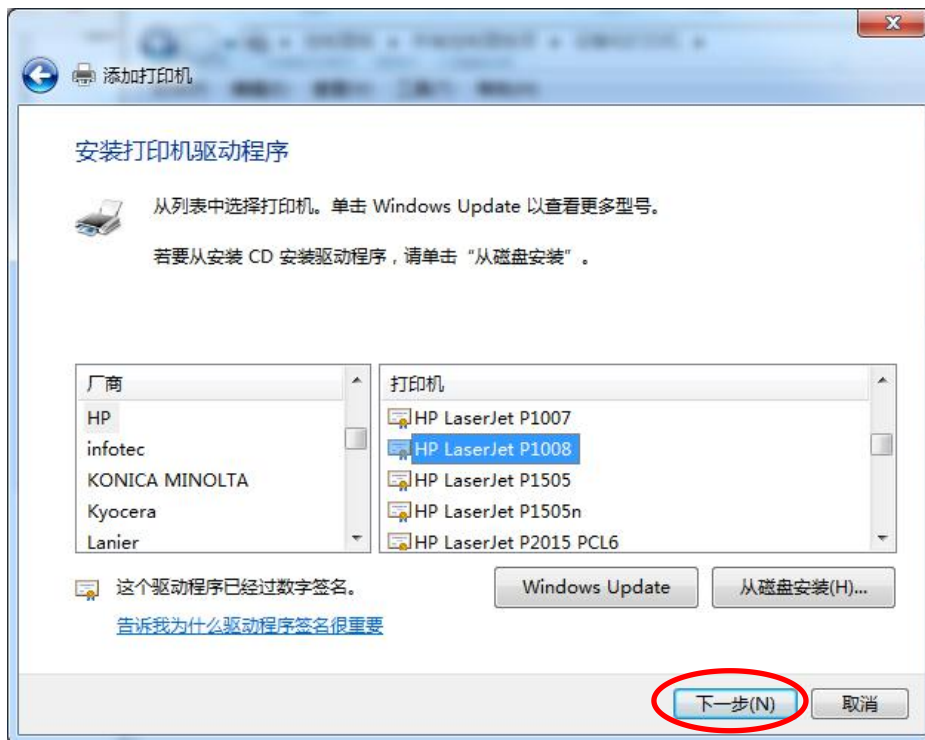 添加打印机
安装打印机驱动程序
从列表中选择打印机。单击 Windows Update 以查看更多型号。
若要从安装 CD 安装驱动程序，请单击“从磁盘安装”。
厂商
HP
infotec
KONICA MINOLTA
Kyocera
Lanier
打印机
HP LaserJet P1007
HP LaserJet P1008
HP LaserJet P1505
HP LaserJet P1505n
HP LaserJet P2015 PCL6
这个驱动程序已经过数字签名。
告诉我为什么驱动程序签名很重要
Windows Update
从磁盘安装(H)...
下一步(N)
取消